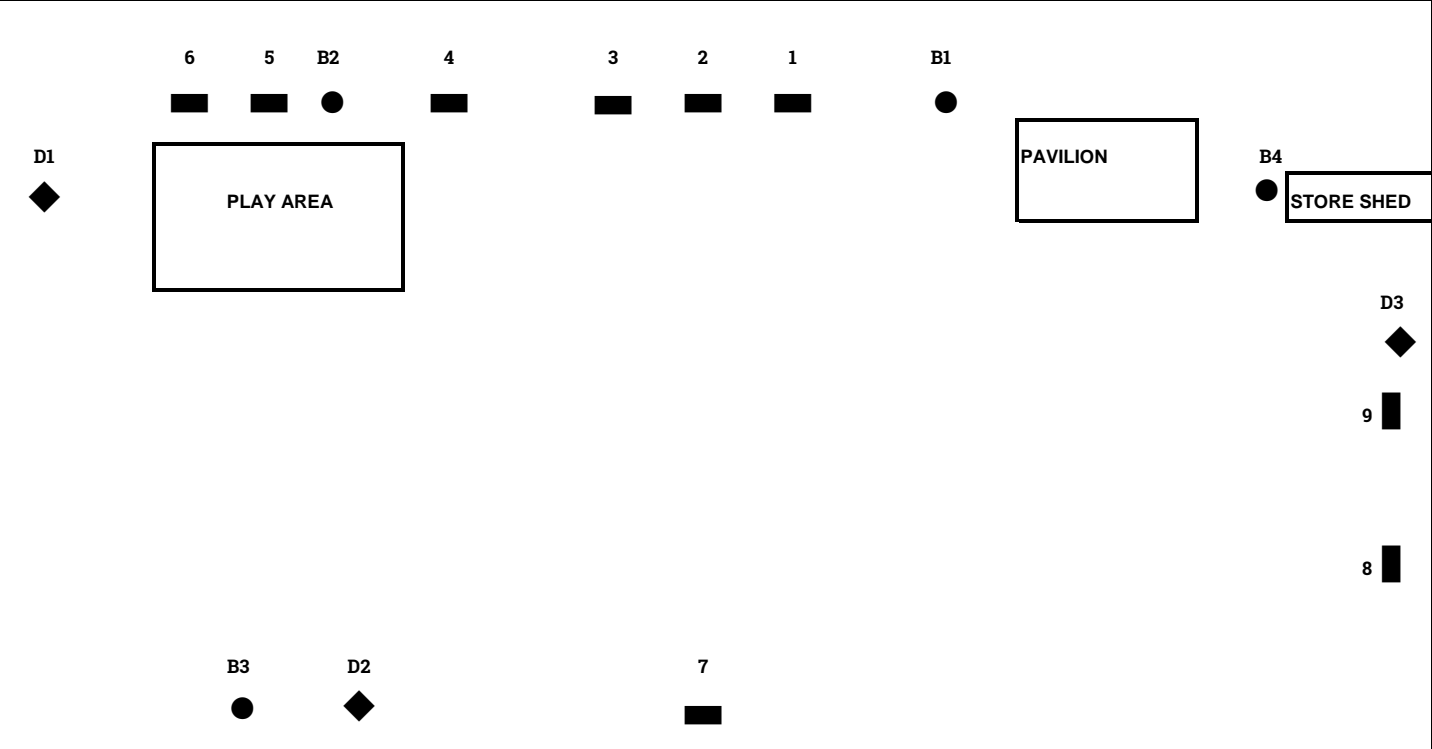 6 5 B2 4 3 2 1 B1
D1 PAVILION B4
PLAY AREA STORE SHED
D3
9
8
B3 D2 7